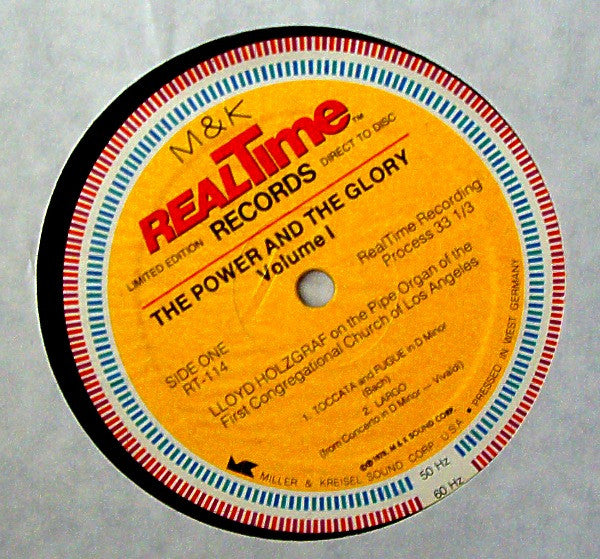 M&K
REALTime™
LIMITED EDITION RECORDS DIRECT TO DISC
THE POWER AND THE GLORY
Volume I
RealTime Recording
Process 33 1/3
SIDE ONE
RT-114
LLOYD HOLZGRAF on the Pipe Organ of the
First Congregational Church of Los Angeles
1. TOCCATA and FUGUE in D Minor
(Bach)
2. LARGO
(from Concerto in D Minor — Vivaldi)
M & K SOUND CORP.
MILLER & KREISEL SOUND CORP. U.S.A. • PRESSED IN WEST GERMANY
50 Hz
60 Hz